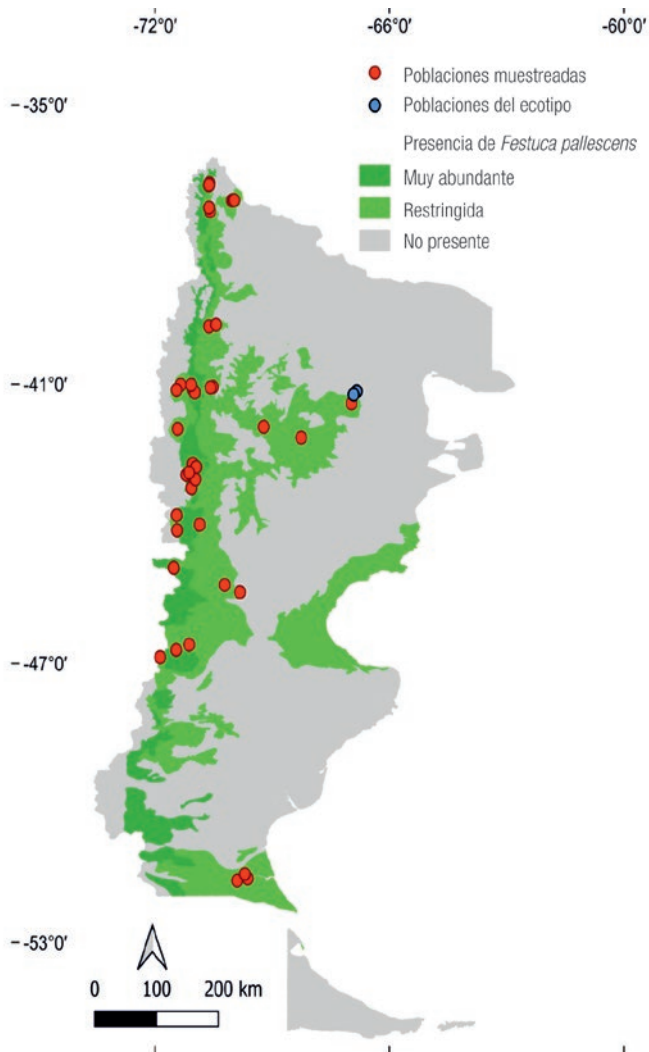 -72°0′
-66°0′
-60°0′
Poblaciones muestreadas
-35°0′
Poblaciones del ecotipo
Presencia de Festuca pallescens
Muy abundante
Restringida
No presente
-41°0′
-47°0′
-53°0′
0 100 200 km